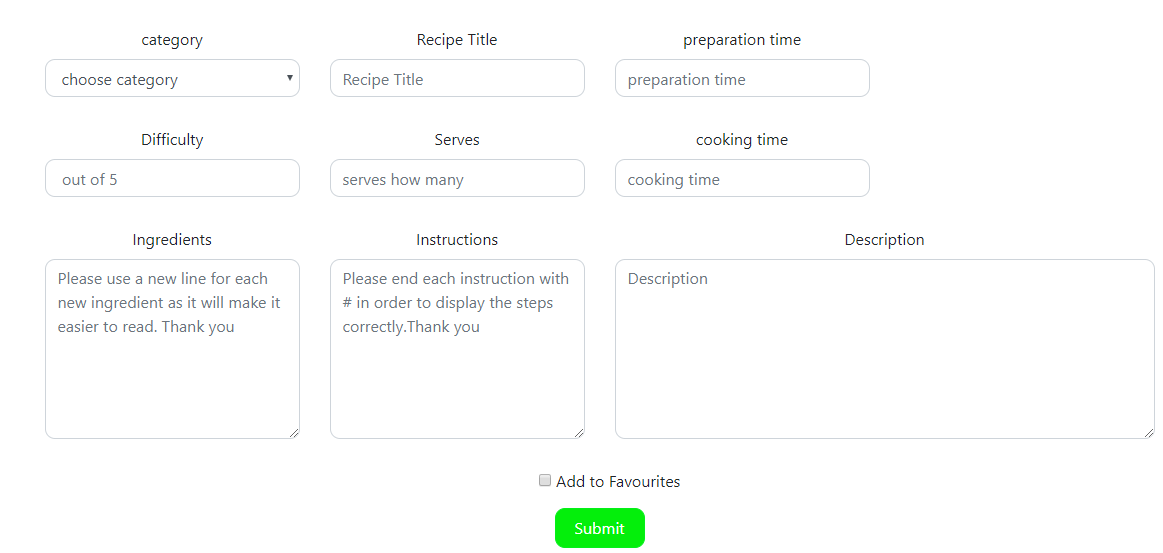 category
Recipe Title
preparation time
choose category
Recipe Title
preparation time
Difficulty
Serves
cooking time
out of 5
serves how many
cooking time
Ingredients
Instructions
Description
Please use a new line for each
new ingredient as it will make it
easier to read. Thank you
Please end each instruction with
# in order to display the steps
correctly.Thank you
Description
Add to Favourites
Submit